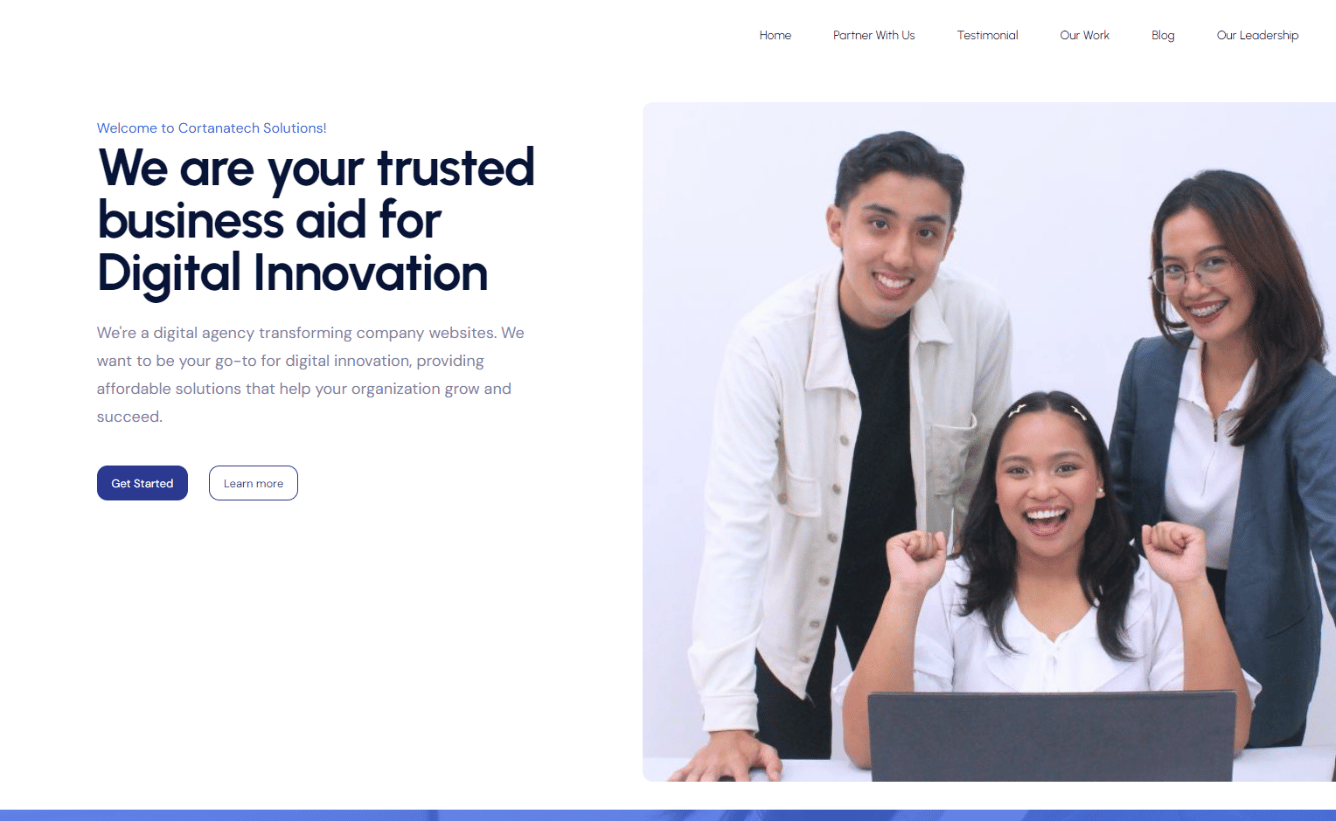 Home Partner With Us Testimonial Our Work Blog Our Leadership
Welcome to Cortanatech Solutions!
We are your trusted
business aid for
Digital Innovation
We're a digital agency transforming company websites. We
want to be your go-to for digital innovation, providing
affordable solutions that help your organization grow and
succeed.
Get Started Learn more